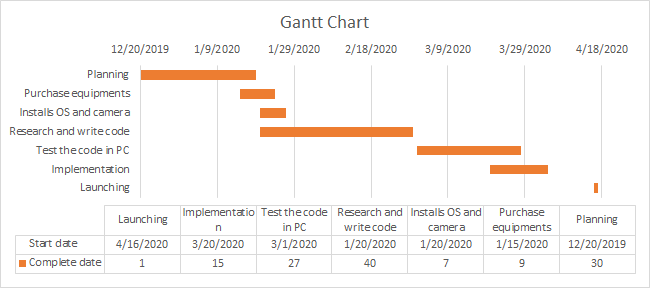 Gantt Chart
12/20/2019 1/9/2020 1/29/2020 2/18/2020 3/9/2020 3/29/2020 4/18/2020
Planning
Purchase equipments
Installs OS and camera
Research and write code
Test the code in PC
Implementation
Launching
Launching Implementatio Test the code Research and Installs OS and Purchase Planning
n in PC write code camera equipments
Start date 4/16/2020 3/20/2020 3/1/2020 1/20/2020 1/20/2020 1/15/2020 12/20/2019
Complete date 1 15 27 40 7 9 30